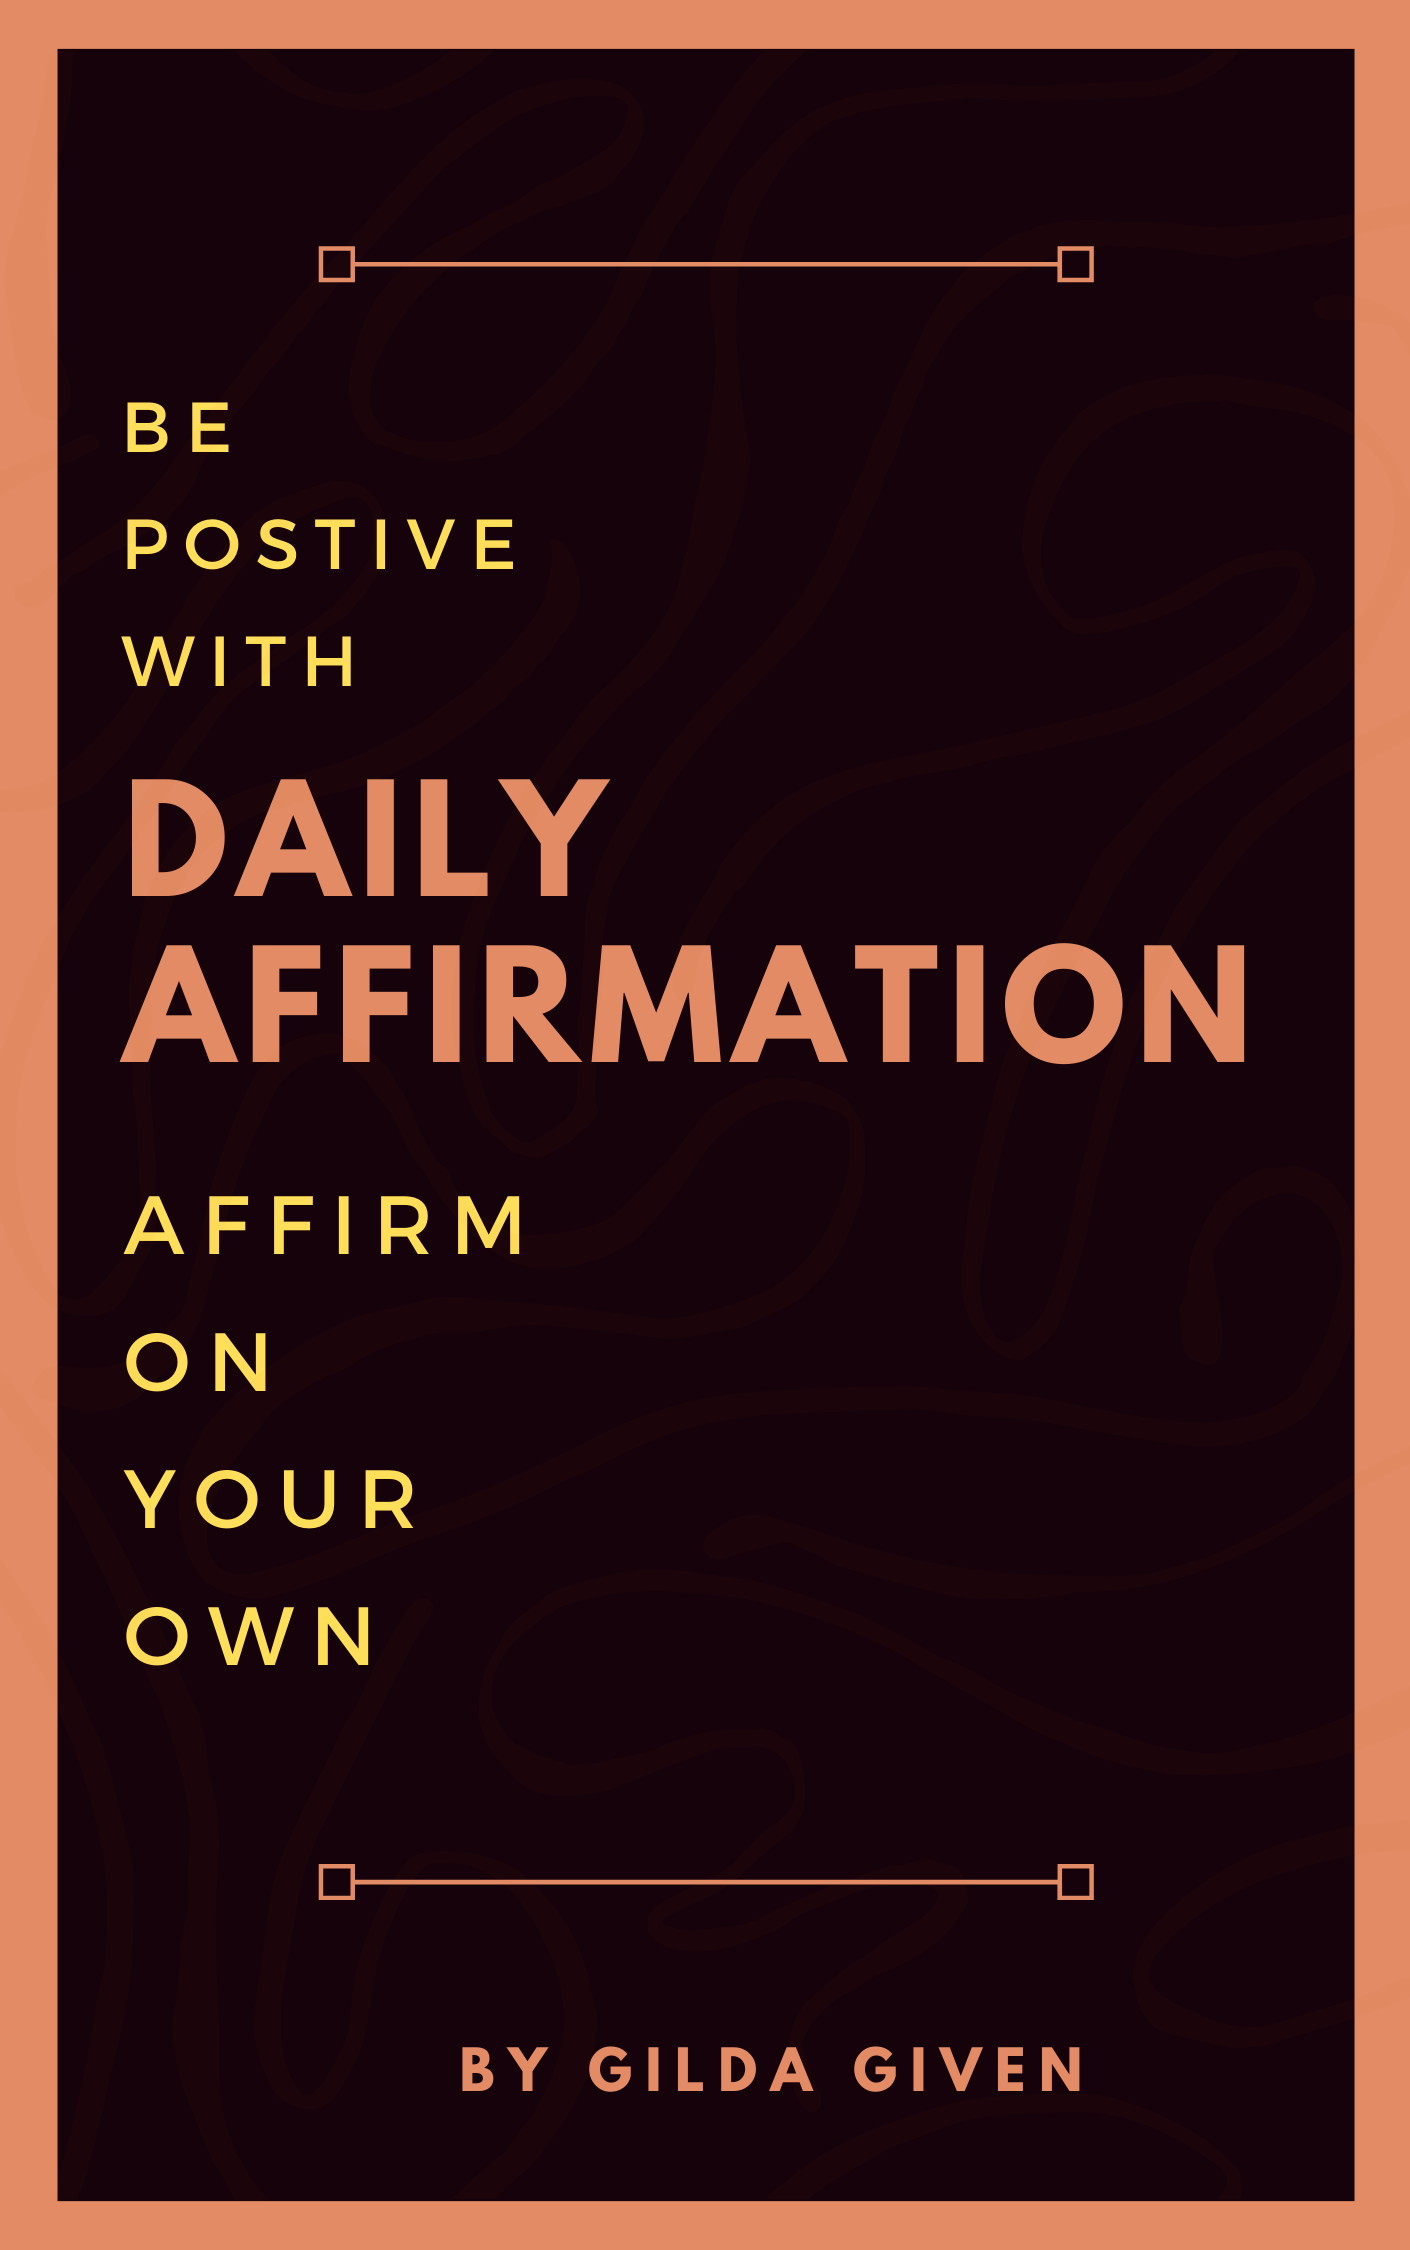 BE
POSTIVE
WITH
DAILY
AFFIRMATION
AFFIRM
ON
YOUR
OWN
BY GILDA GIVEN